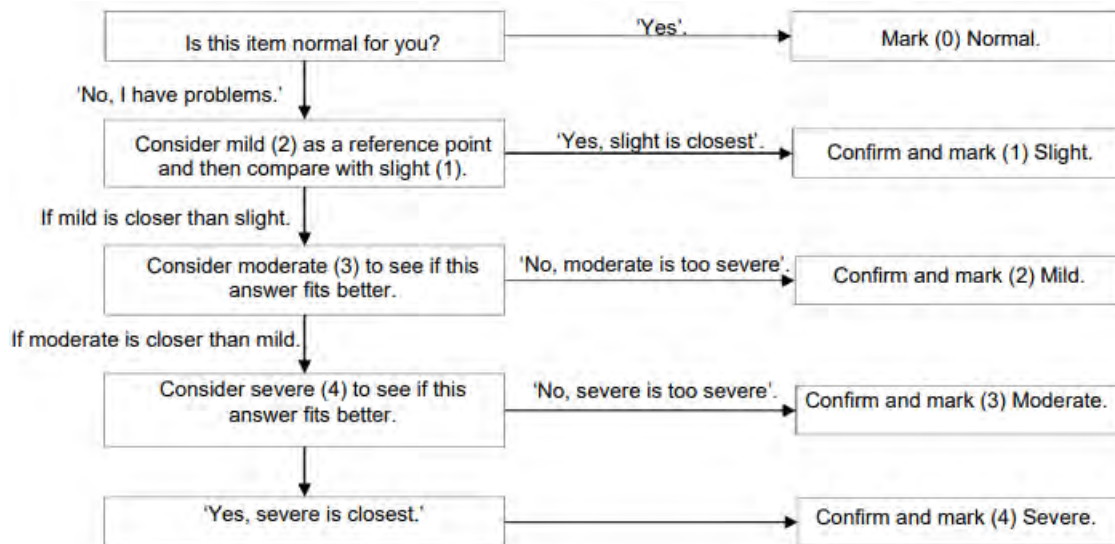 Is this item normal for you?
‘Yes’.
Mark (0) Normal.
‘No, I have problems.’
Consider mild (2) as a reference point
and then compare with slight (1).
‘Yes, slight is closest’.
Confirm and mark (1) Slight.
If mild is closer than slight.
Consider moderate (3) to see if this
answer fits better.
‘No, moderate is too severe’.
Confirm and mark (2) Mild.
If moderate is closer than mild.
Consider severe (4) to see if this
answer fits better.
‘No, severe is too severe’.
Confirm and mark (3) Moderate.
‘Yes, severe is closest.’
Confirm and mark (4) Severe.